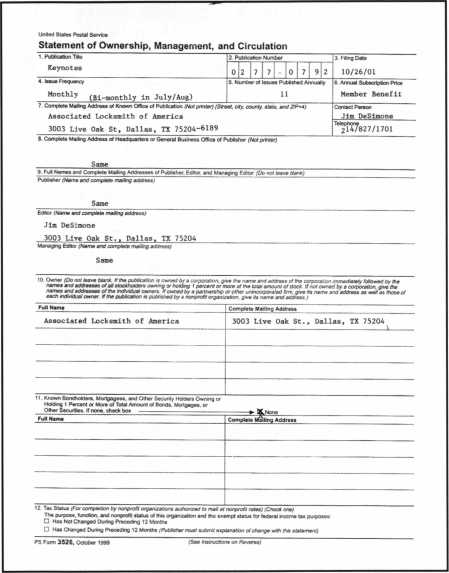 United States Postal Service
Statement of Ownership, Management, and Circulation
1. Publication Title
2. Publication Number
3. Filing Date
Keynotes
0 2 7 7 - 0 7 9 2
10/26/01
4. Issue Frequency
5. Number of Issues Published Annually
6. Annual Subscription Price
Monthly (Bi-monthly in July/Aug)
11
Member Benefit
7. Complete Mailing Address of Known Office of Publication (Not printer) (Street, city, county, state, and ZIP+4)
Contact Person
Associated Locksmith of America
Jim DeSimone
Telephone
3003 Live Oak St, Dallas, TX 75204-6189
214/827/1701
8. Complete Mailing Address of Headquarters or General Business Office of Publisher (Not printer)
Same
9. Full Names and Complete Mailing Addresses of Publisher, Editor, and Managing Editor (Do not leave blank)
Publisher (Name and complete mailing address)
Same
Editor (Name and complete mailing address)
Jim DeSimone
3003 Live Oak St., Dallas, TX 75204
Managing Editor (Name and complete mailing address)
Same
10. Owner (Do not leave blank. If the publication is owned by a corporation, give the name and address of the corporation immediately followed by the
names and addresses of all stockholders owning or holding 1 percent or more of the total amount of stock. If not owned by a corporation, give the
names and addresses of the individual owners. If owned by a partnership or other unincorporated firm, give its name and address as well as those of
each individual owner. If the publication is published by a nonprofit organization, give its name and address.)
Full Name
Complete Mailing Address
Associated Locksmith of America
3003 Live Oak St., Dallas, TX 75204
11. Known Bondholders, Mortgagees, and Other Security Holders Owning or
Holding 1 Percent or More of Total Amount of Bonds, Mortgages, or
Other Securities. If none, check box
None
Full Name
Complete Mailing Address
12. Tax Status (For completion by nonprofit organizations authorized to mail at nonprofit rates) (Check one)
The purpose, function, and nonprofit status of this organization and the exempt status for federal income tax purposes:
Has Not Changed During Preceding 12 Months
Has Changed During Preceding 12 Months (Publisher must submit explanation of change with this statement)
PS Form 3526, October 1999
(See Instructions on Reverse)